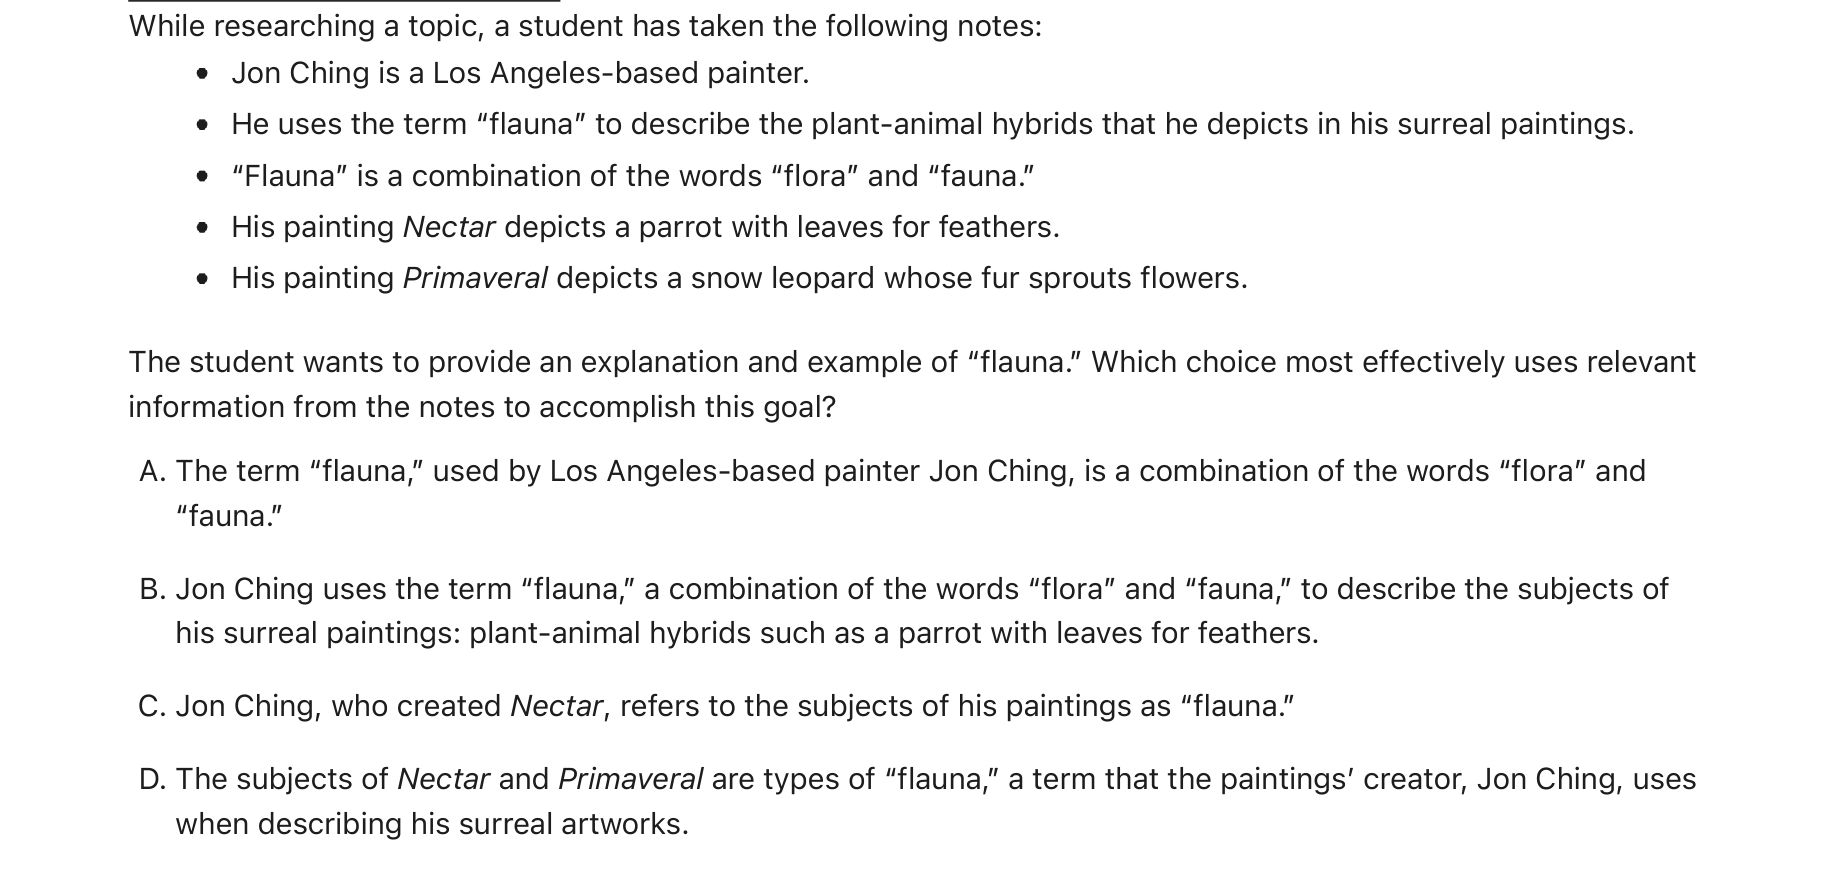 While researching a topic, a student has taken the following notes:
• Jon Ching is a Los Angeles-based painter.
• He uses the term “flauna” to describe the plant-animal hybrids that he depicts in his surreal paintings.
• “Flauna” is a combination of the words “flora” and “fauna.”
• His painting Nectar depicts a parrot with leaves for feathers.
• His painting Primaveral depicts a snow leopard whose fur sprouts flowers.
The student wants to provide an explanation and example of “flauna.” Which choice most effectively uses relevant
information from the notes to accomplish this goal?
A. The term “flauna,” used by Los Angeles-based painter Jon Ching, is a combination of the words “flora” and
“fauna.”
B. Jon Ching uses the term “flauna,” a combination of the words “flora” and “fauna,” to describe the subjects of
his surreal paintings: plant-animal hybrids such as a parrot with leaves for feathers.
C. Jon Ching, who created Nectar, refers to the subjects of his paintings as “flauna.”
D. The subjects of Nectar and Primaveral are types of “flauna,” a term that the paintings’ creator, Jon Ching, uses
when describing his surreal artworks.